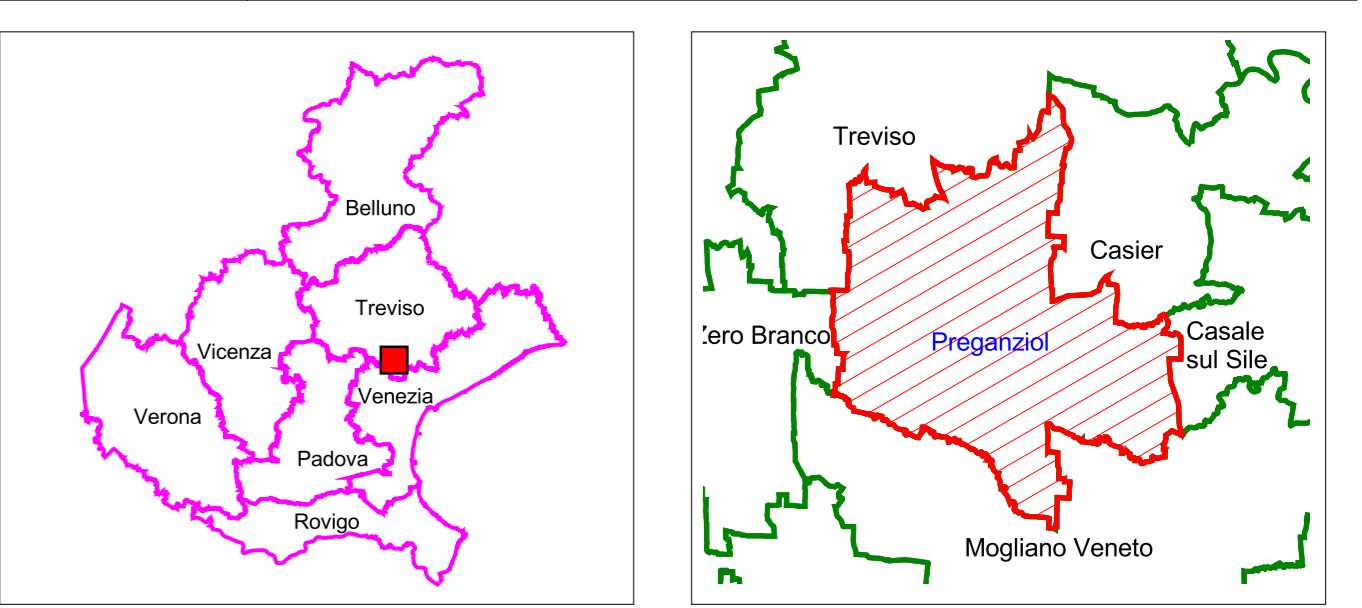 Belluno
Treviso
Vicenza
Venezia
Verona
Padova
Rovigo
Treviso
Casier
Zero Branco
Preganziol
Casale
sul Sile
Mogliano Veneto